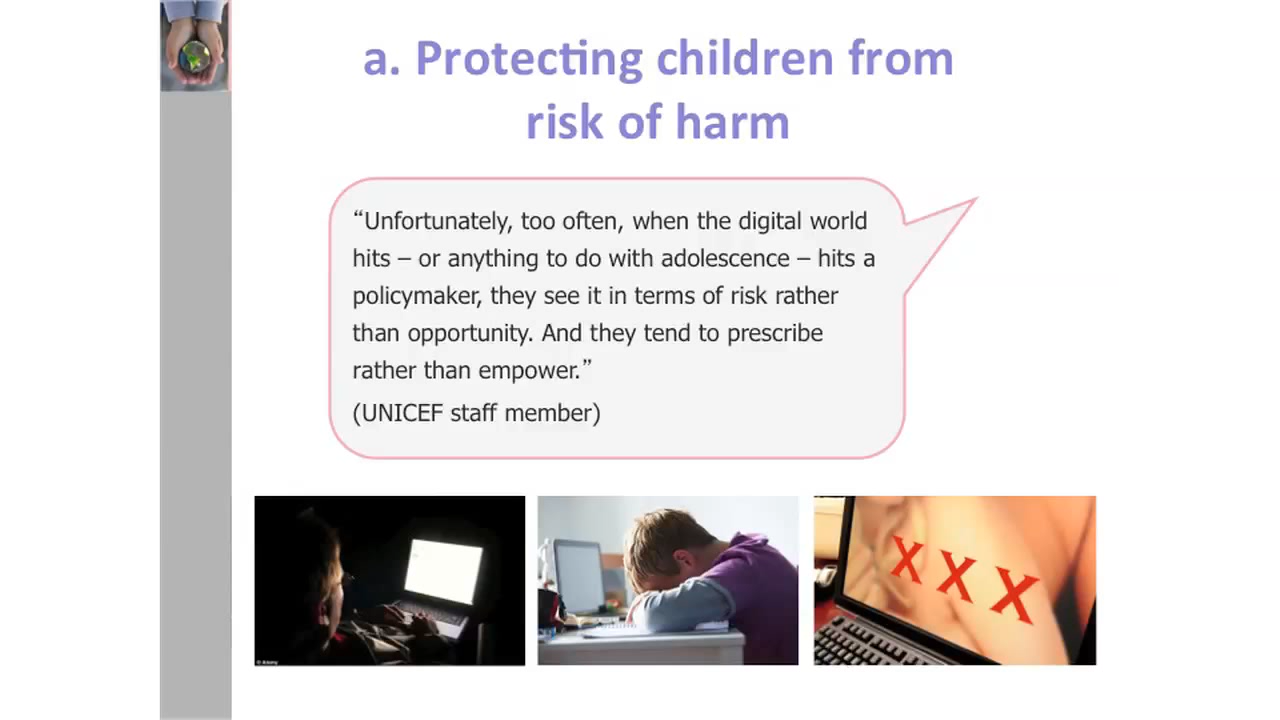 a. Protecting children from
risk of harm
“Unfortunately, too often, when the digital world
hits – or anything to do with adolescence – hits a
policymaker, they see it in terms of risk rather
than opportunity. And they tend to prescribe
rather than empower.”
(UNICEF staff member)
© Alamy
XXX